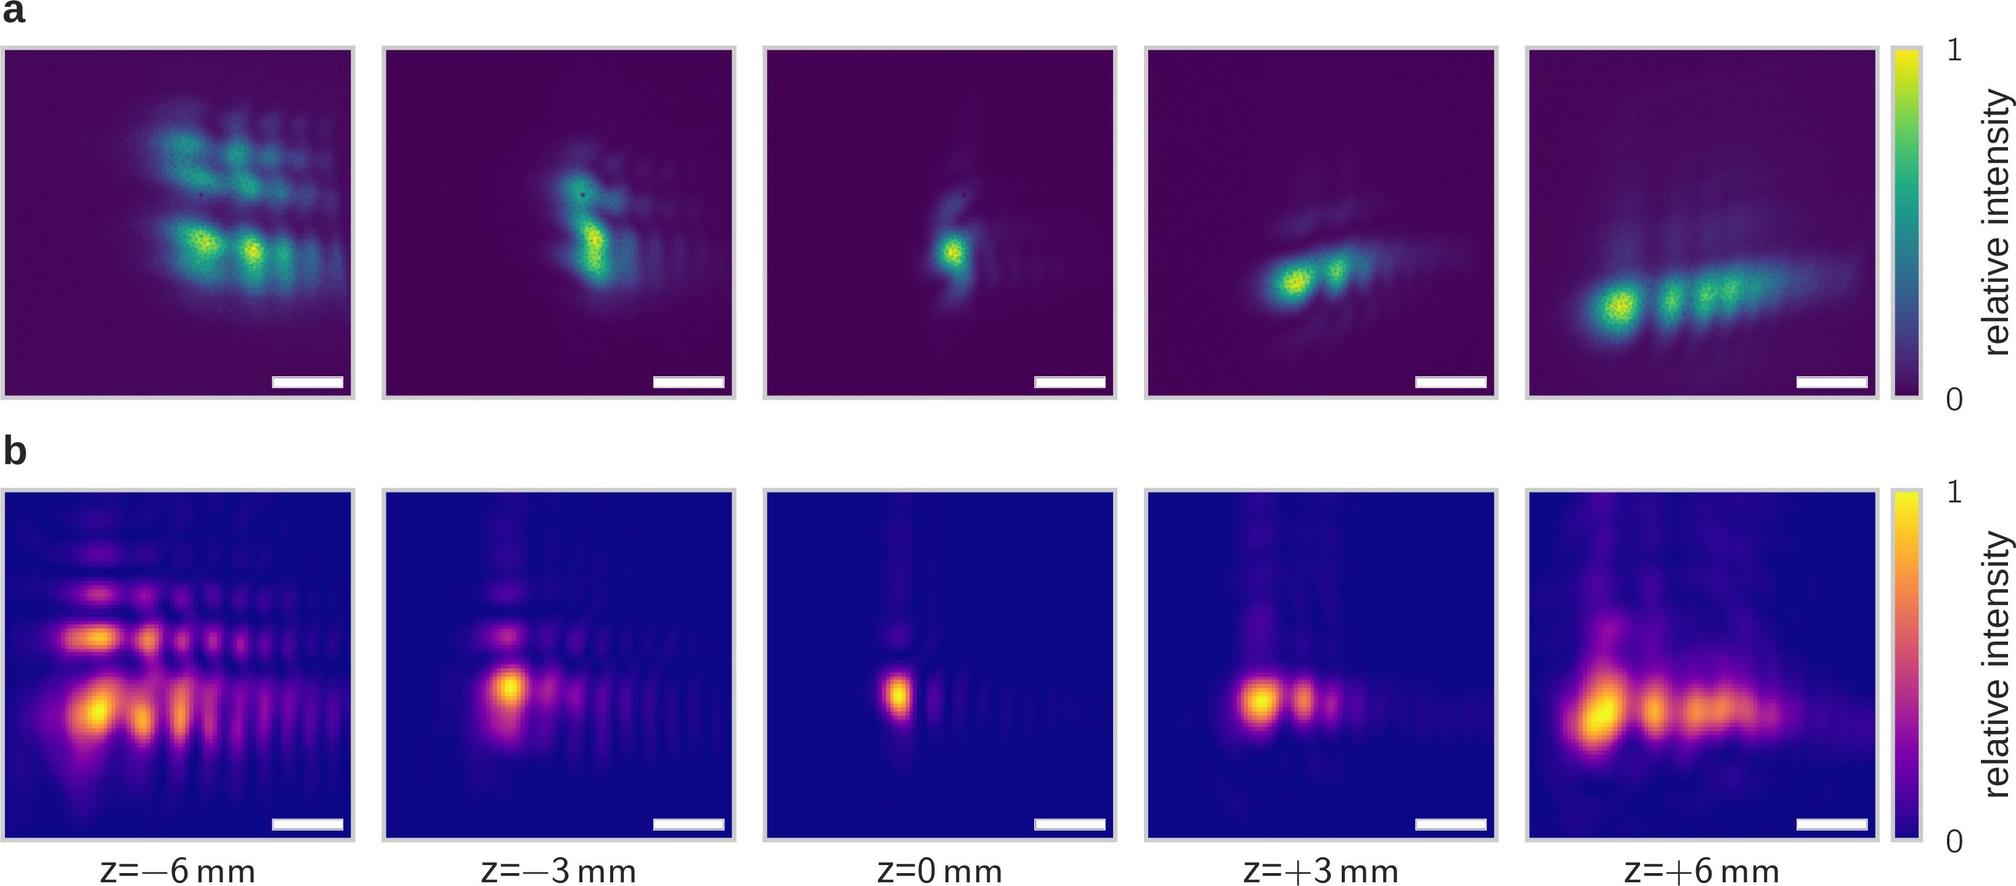 a
1
relative intensity
0
b
1
relative intensity
0
z=−6 mm
z=−3 mm
z=0 mm
z=+3 mm
z=+6 mm